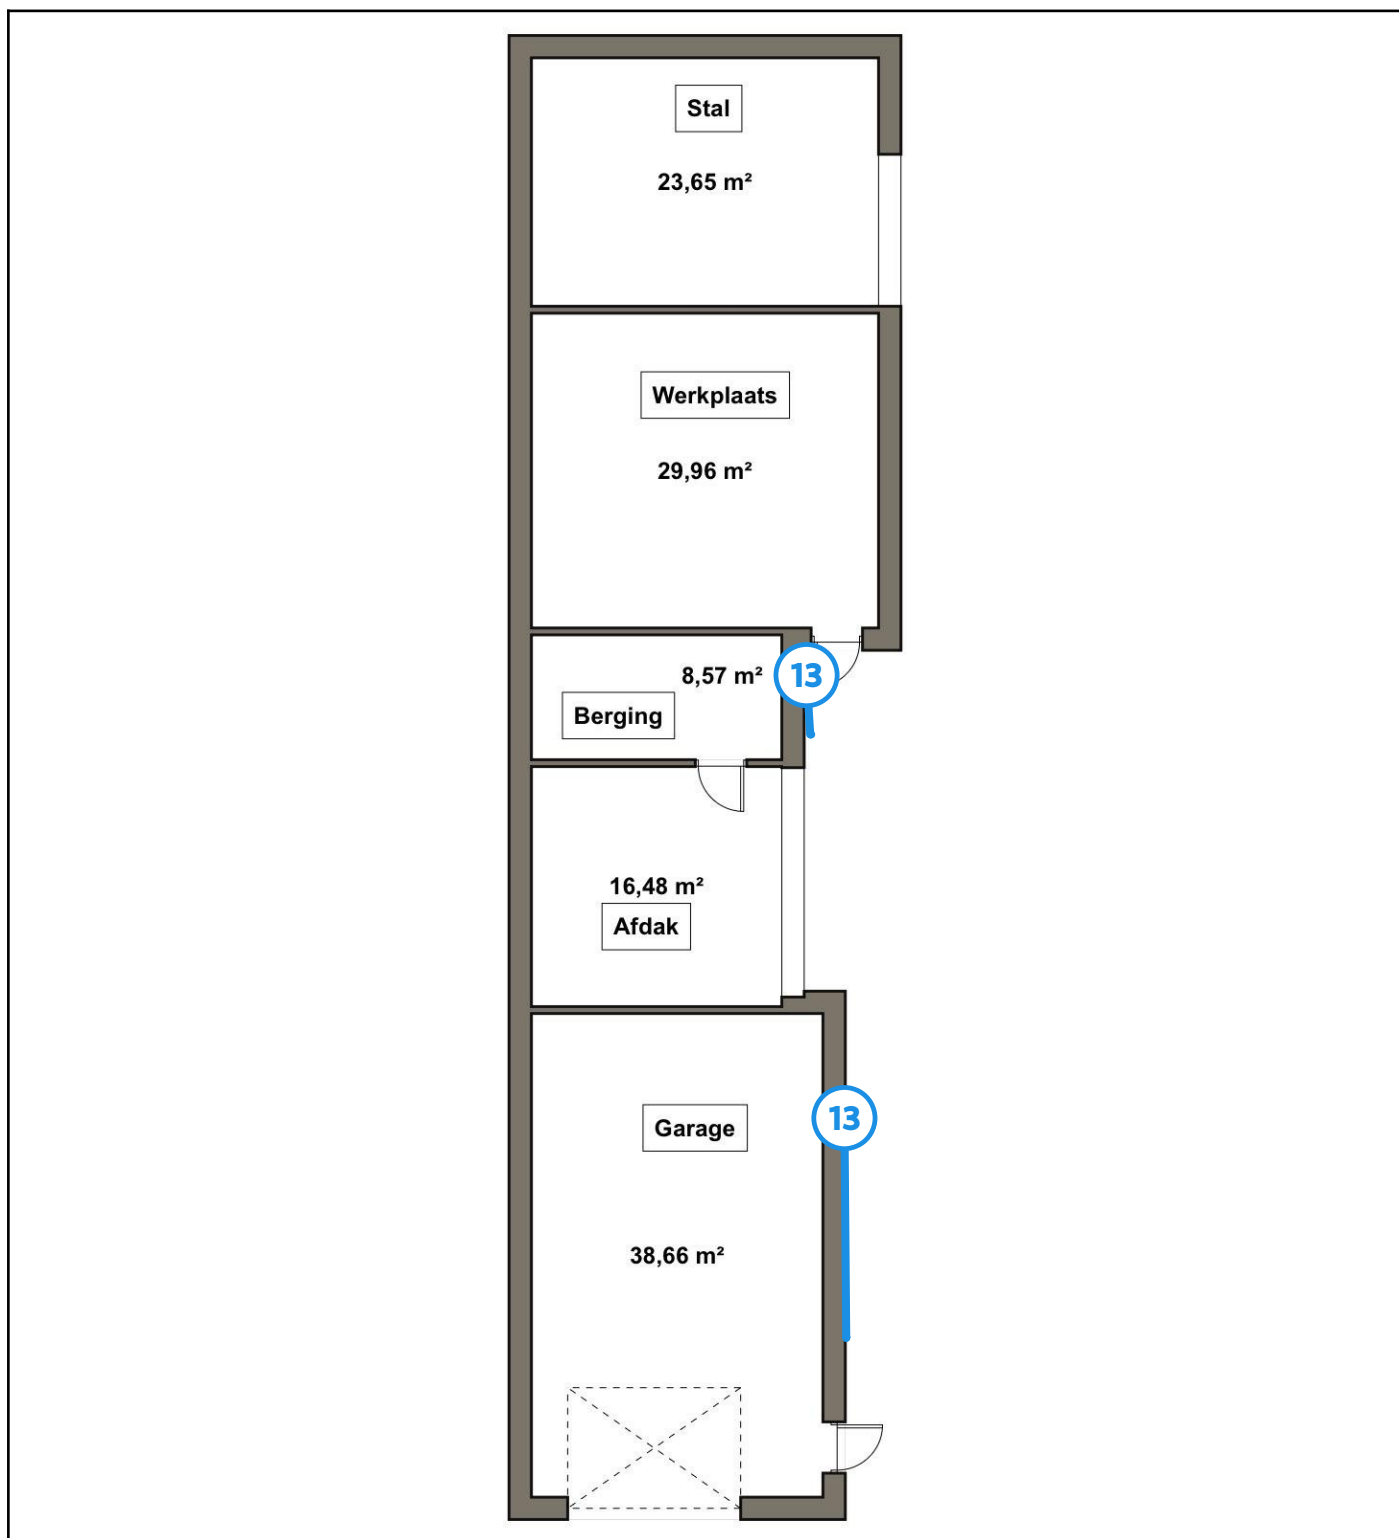 Stal
23,65 m²
Werkplaats
29,96 m²
8,57 m²
13
Berging
16,48 m²
Afdak
13
Garage
38,66 m²